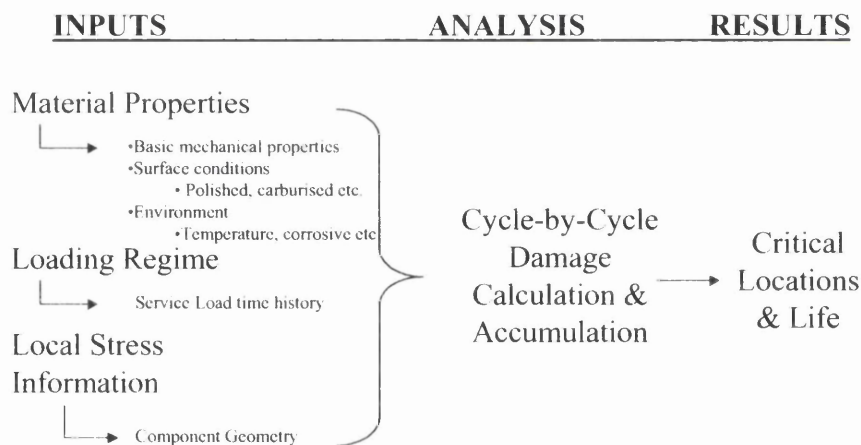 INPUTS ANALYSIS RESULTS
Material Properties
•Basic mechanical properties
•Surface conditions
• Polished, carburised etc.
•Environment
•Temperature, corrosive etc
Loading Regime
Service Load time history
Local Stress
Information
Component Geometry
Cycle-by-Cycle
Damage
Calculation &
Accumulation
Critical
Locations
& Life